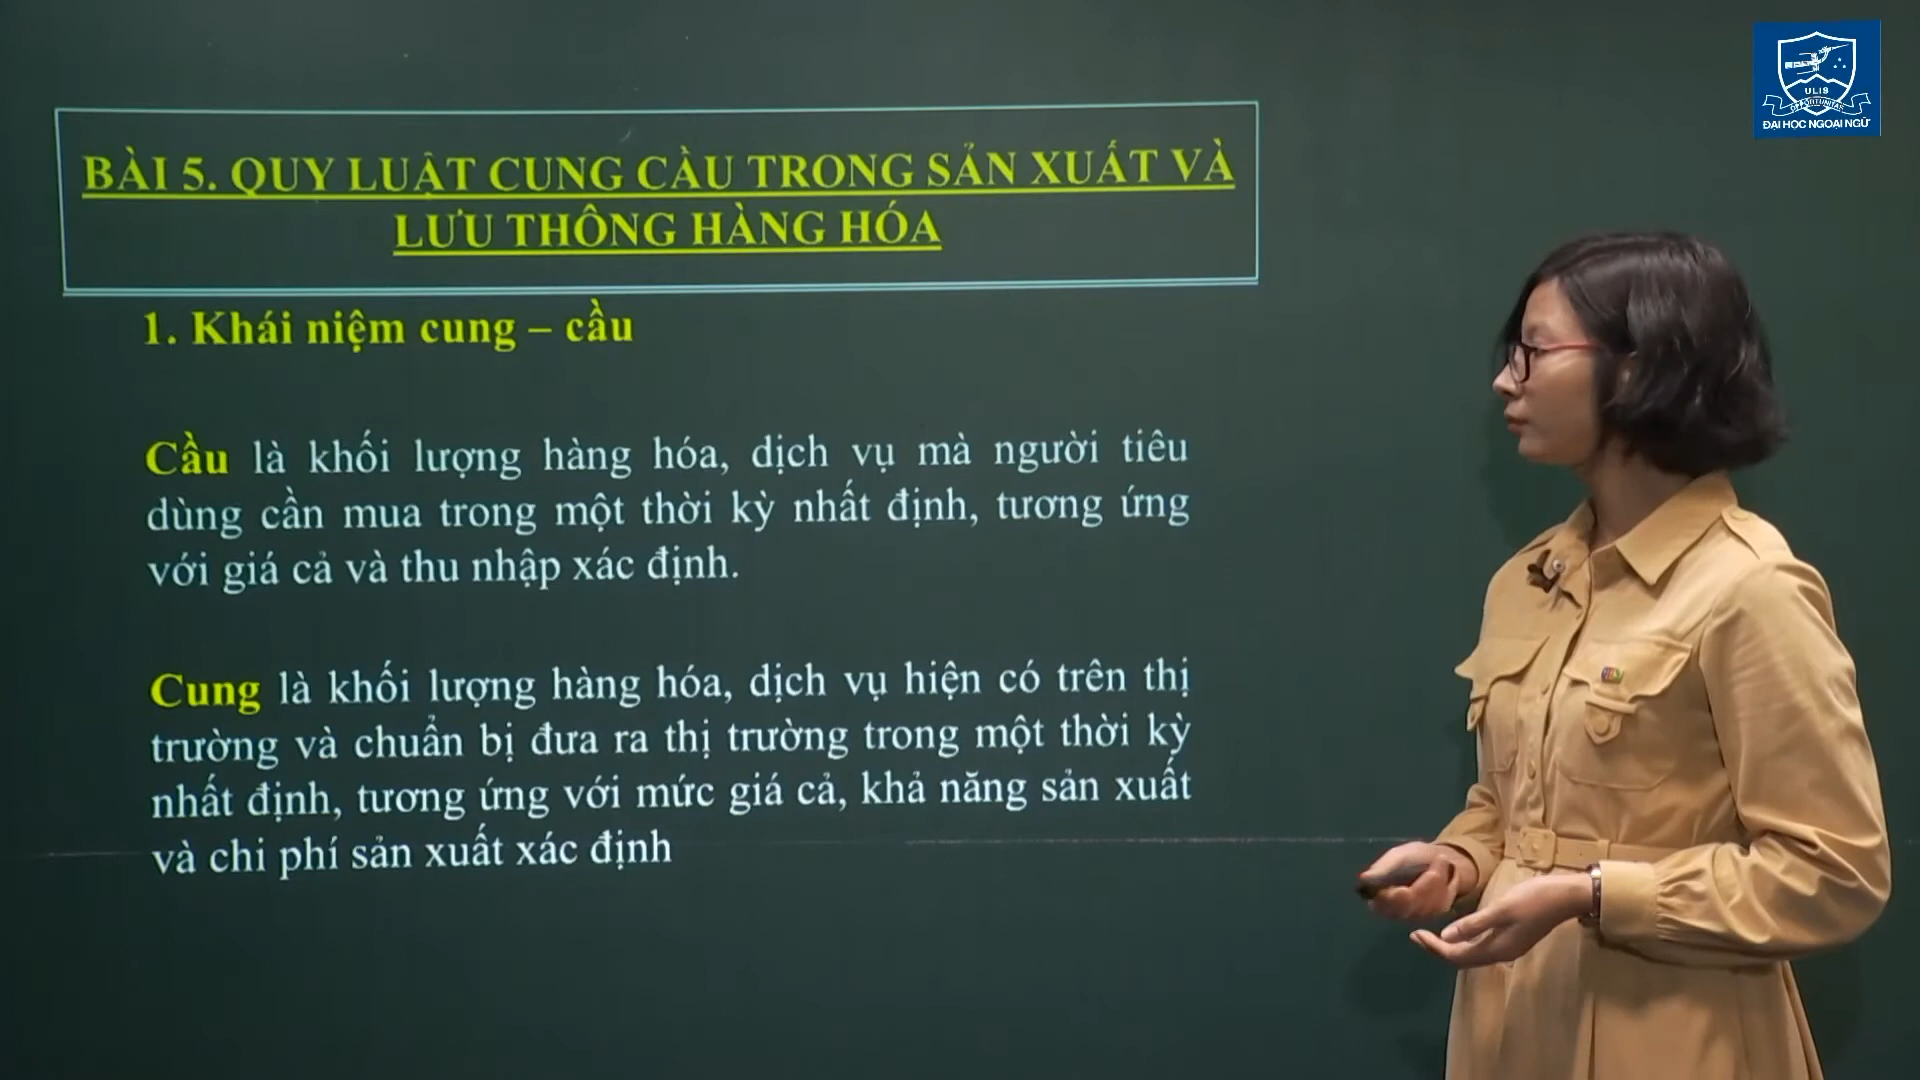 BÀI 5. QUY LUẬT CUNG CẦU TRONG SẢN XUẤT VÀ
LƯU THÔNG HÀNG HÓA
1. Khái niệm cung – cầu
Cầu là khối lượng hàng hóa, dịch vụ mà người tiêu
dùng cần mua trong một thời kỳ nhất định, tương ứng
với giá cả và thu nhập xác định.
Cung là khối lượng hàng hóa, dịch vụ hiện có trên thị
trường và chuẩn bị đưa ra thị trường trong một thời kỳ
nhất định, tương ứng với mức giá cả, khả năng sản xuất
và chi phí sản xuất xác định
ULIS
ĐẠI HỌC NGOẠI NGỮ